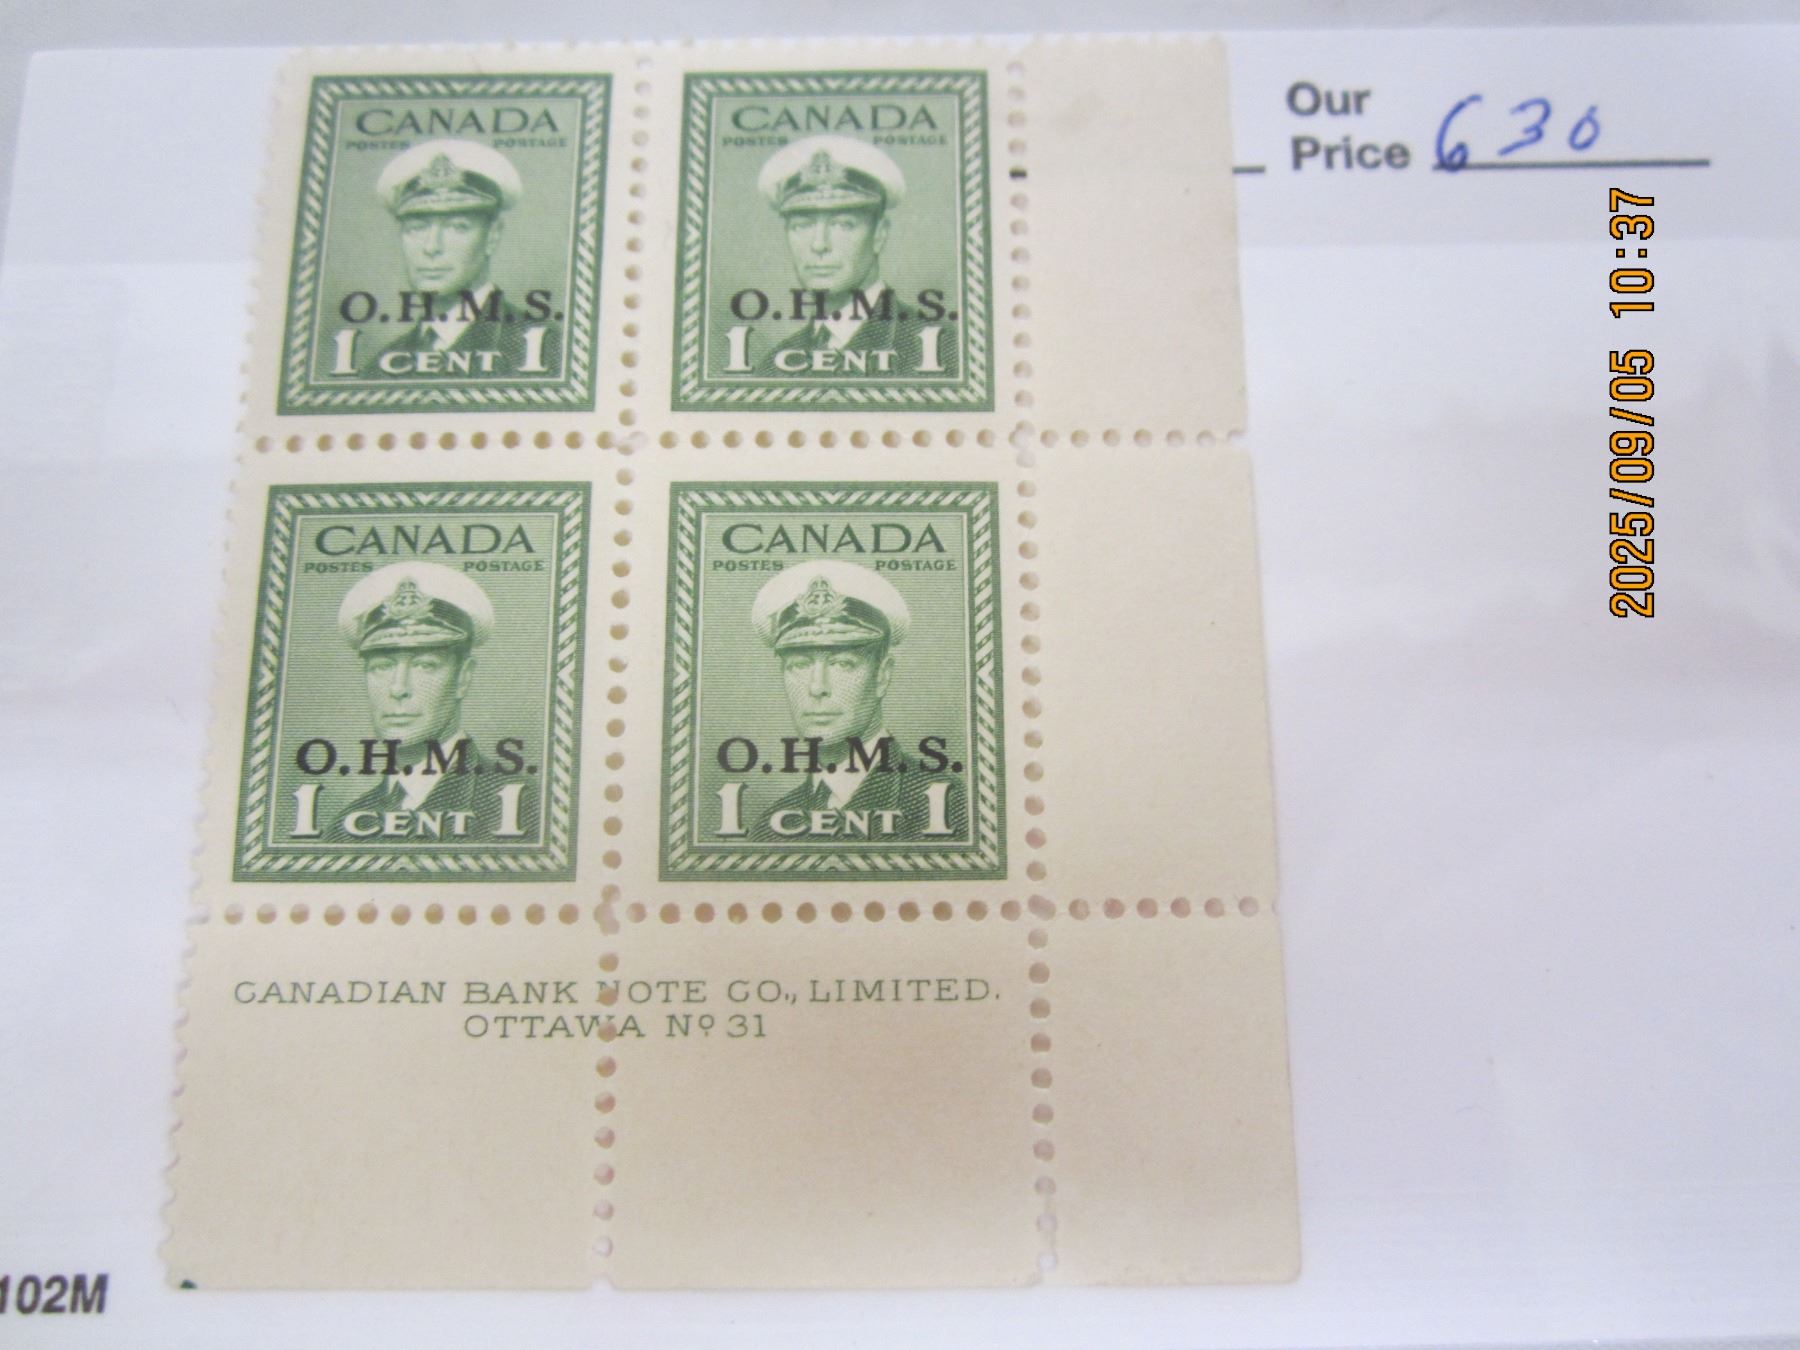 CANADA
POSTES POSTAGE
O.H.M.S.
1 CENT 1
CANADA
POSTES POSTAGE
O.H.M.S.
1 CENT 1
CANADA
POSTES POSTAGE
O.H.M.S.
1 CENT 1
CANADA
POSTES POSTAGE
O.H.M.S.
1 CENT 1
CANADIAN BANK NOTE CO., LIMITED.
OTTAWA Nº 31
Our
Price 630
2025/09/05 10:37
102M